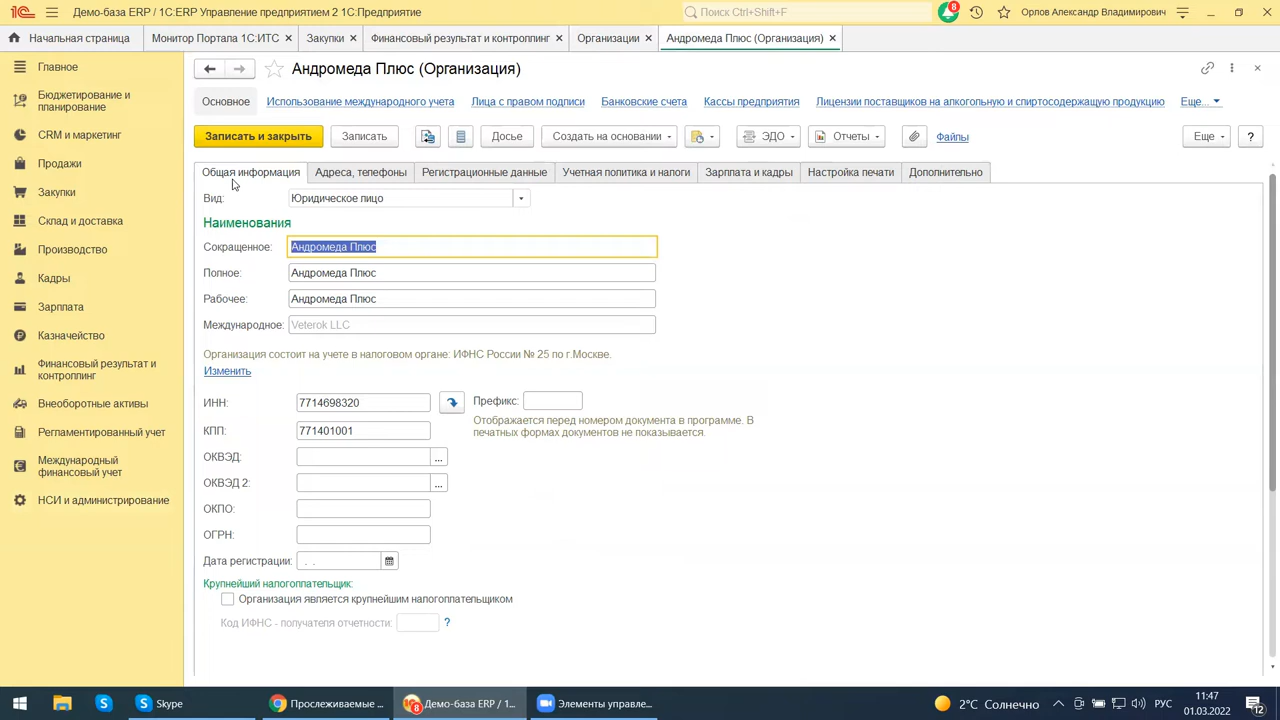 Демо-база ERP / 1С:ERP Управление предприятием 2 1С:Предприятие
Поиск Ctrl+Shift+F
8
Орлов Александр Владимирович
Начальная страница
Монитор Портала 1С:ИТС
Закупки
Финансовый результат и контроллинг
Организации
Андромеда Плюс (Организация)
Главное
Бюджетирование и
планирование
CRM и маркетинг
Продажи
Закупки
Склад и доставка
Производство
Кадры
Зарплата
Казначейство
Финансовый результат и
контроллинг
Внеоборотные активы
Регламентированный учет
Международный
финансовый учет
НСИ и администрирование
Андромеда Плюс (Организация)
Основное
Использование международного учета
Лица с правом подписи
Банковские счета
Кассы предприятия
Лицензии поставщиков на алкогольную и спиртосодержащую продукцию
Еще...
Записать и закрыть
Записать
Досье
Создать на основании
ЭДО
Отчеты
Файлы
Еще
?
Общая информация
Адреса, телефоны
Регистрационные данные
Учетная политика и налоги
Зарплата и кадры
Настройка печати
Дополнительно
Вид: Юридическое лицо
Наименования
Сокращенное: Андромеда Плюс
Полное: Андромеда Плюс
Рабочее: Андромеда Плюс
Международное: Veterok LLC
Организация состоит на учете в налоговом органе: ИФНС России № 25 по г.Москве.
Изменить
ИНН: 7714698320
Префикс:
Отображается перед номером документа в программе. В
печатных формах документов не показывается.
КПП: 771401001
ОКВЭД: ...
ОКВЭД 2: ...
ОКПО:
ОГРН:
Дата регистрации: . .
Крупнейший налогоплательщик:
Организация является крупнейшим налогоплательщиком
Код ИФНС - получателя отчетности: ?
Skype
Прослеживаемые ...
8
Демо-база ERP / 1...
Элементы управле...
2°C Солнечно
РУС
11:47
01.03.2022
12